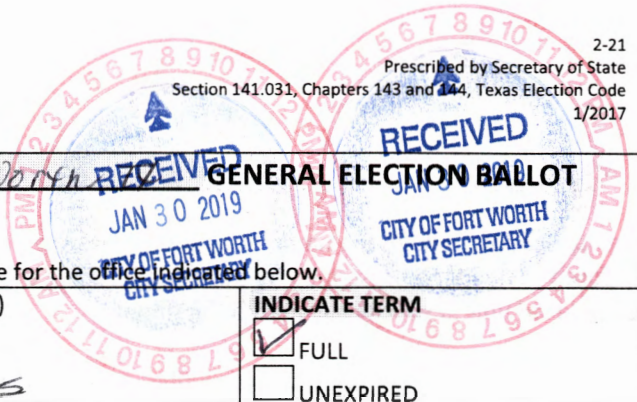 2-21
Prescribed by Secretary of State
Section 141.031, Chapters 143 and 144, Texas Election Code
1/2017
GENERAL ELECTION BALLOT
RECEIVED
JAN 30 2019
CITY OF FORT WORTH
CITY SECRETARY
RECEIVED
JAN 30 2019
CITY OF FORT WORTH
CITY SECRETARY
e for the office indicated below.
)
INDICATE TERM
FULL
UNEXPIRED